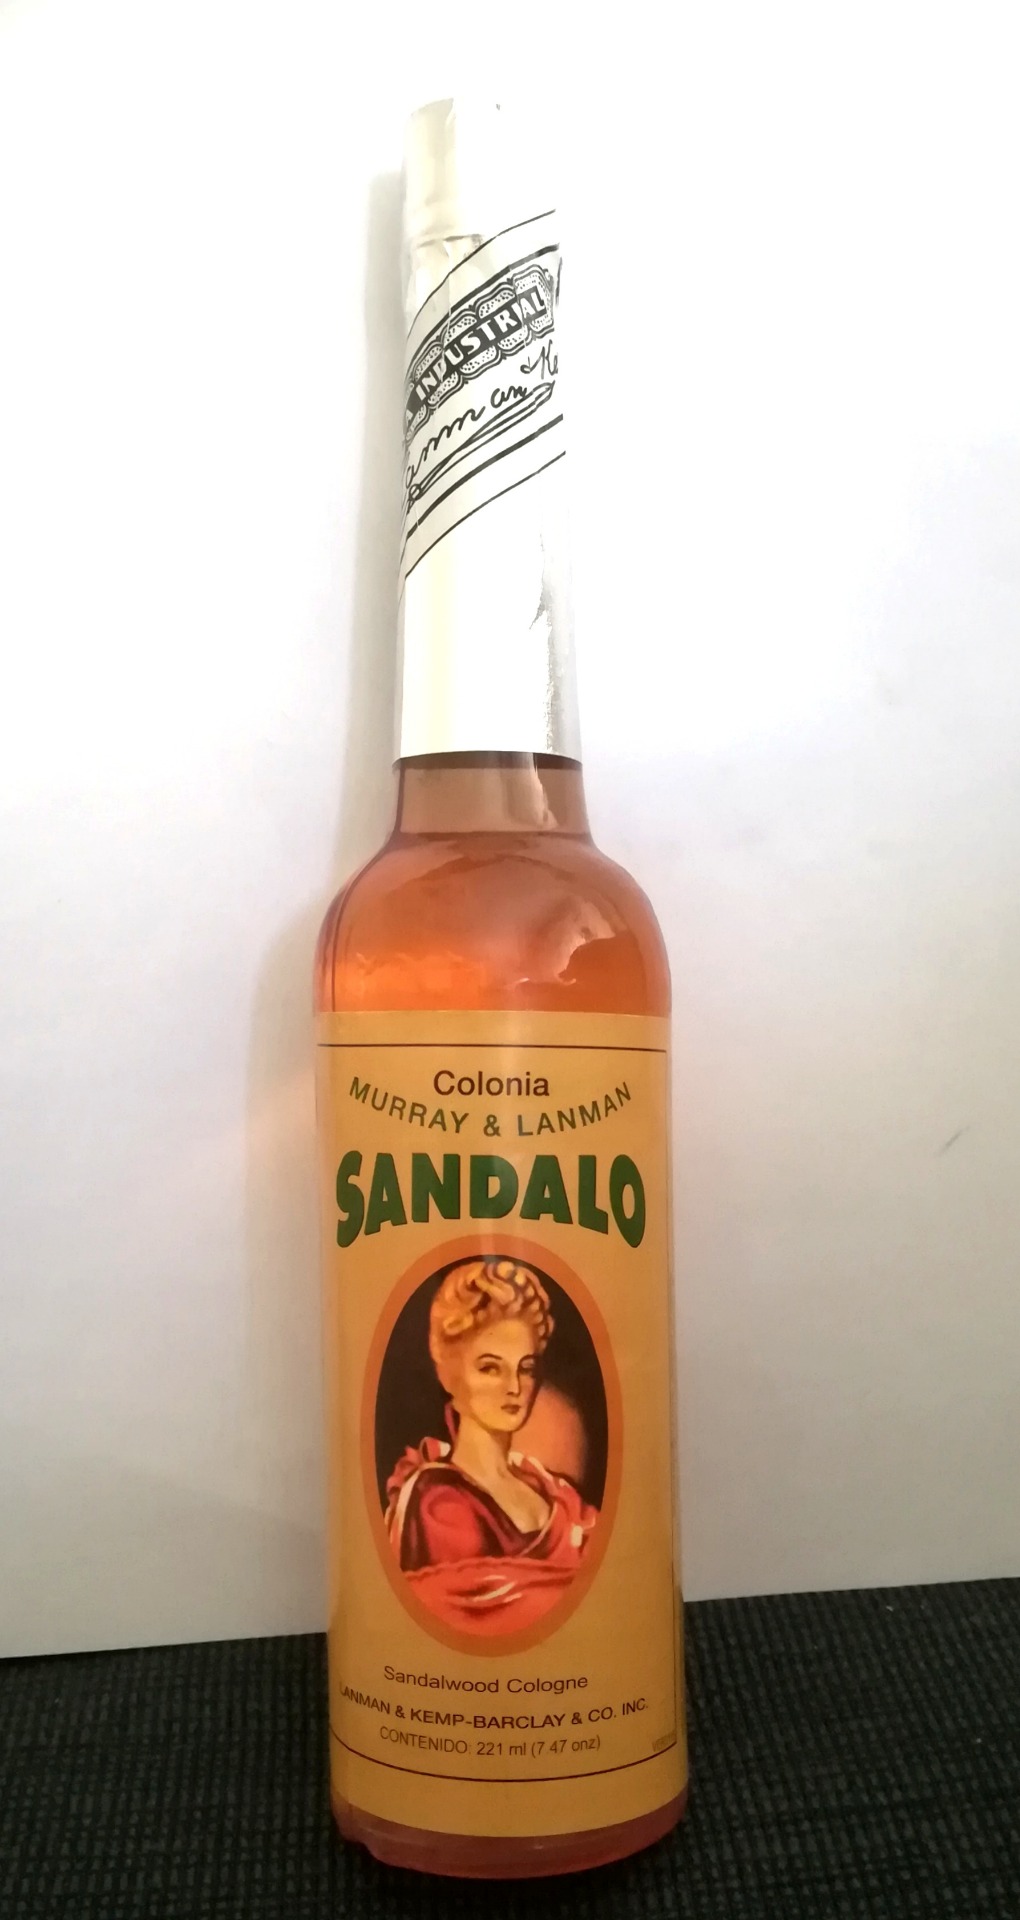 INDUSTRIAL
Colonia
MURRAY & LANMAN
SANDALO
Sandalwood Cologne
LANMAN & KEMP-BARCLAY & CO. INC.
CONTENIDO: 221 ml (7.47 onz)